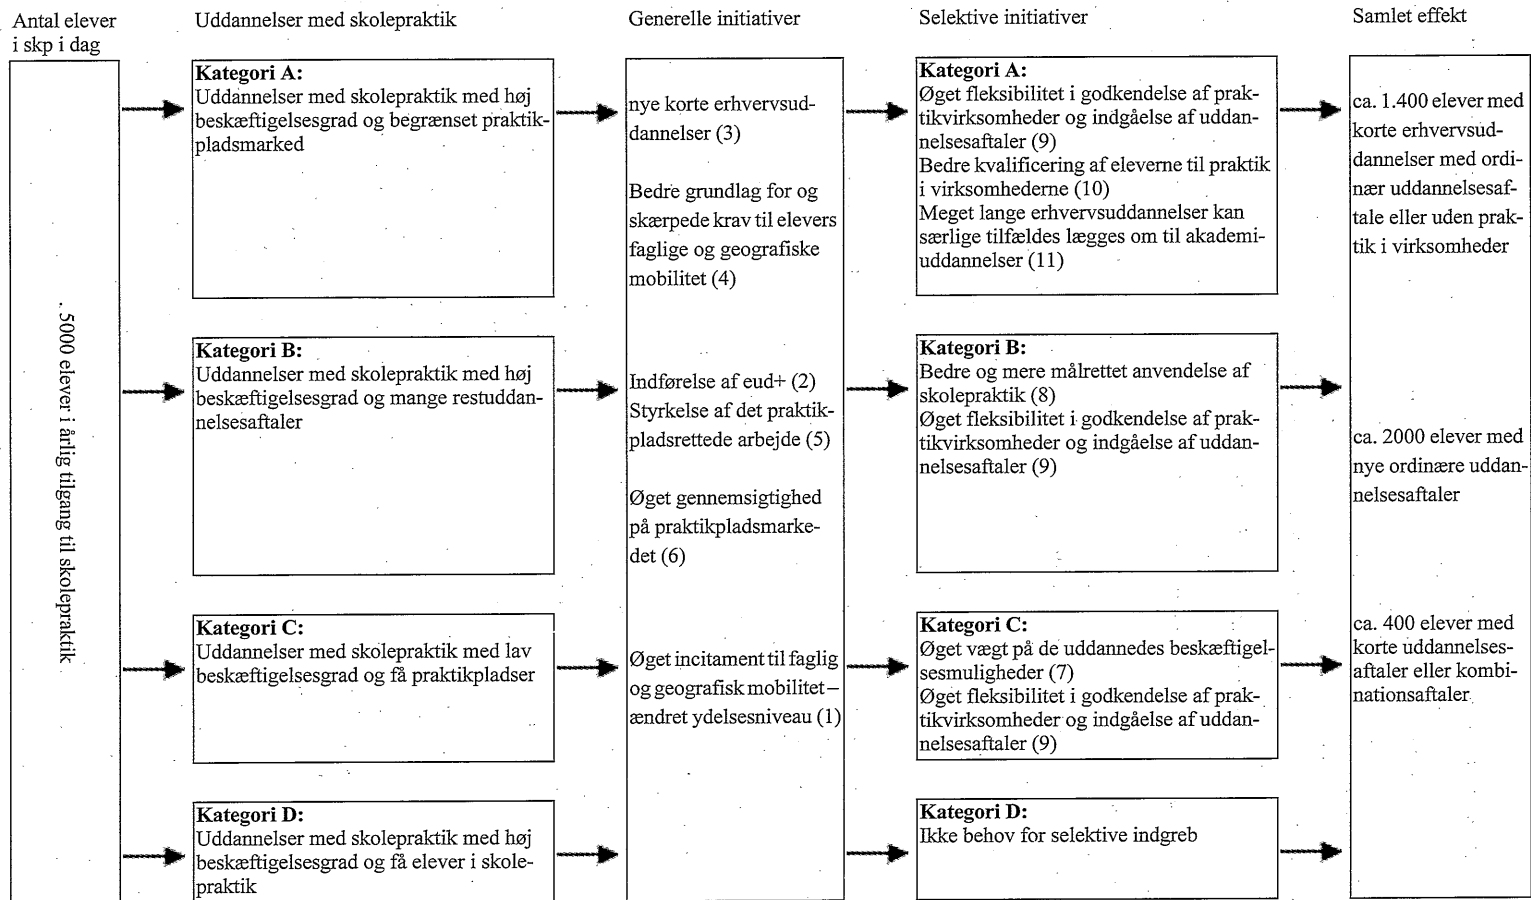 Antal elever
i skp i dag
Uddannelser med skolepraktik
Generelle initiativer
Selektive initiativer
Samlet effekt
5000 elever i årlig tilgang til skolepraktik
Kategori A:
Uddannelser med skolepraktik med høj
beskæftigelsesgrad og begrænset praktik-
pladsmarked
Kategori B:
Uddannelser med skolepraktik med høj
beskæftigelsesgrad og mange restuddan-
nelsesaftaler
Kategori C:
Uddannelser med skolepraktik med lav
beskæftigelsesgrad og få praktikpladser
Kategori D:
Uddannelser med skolepraktik med høj
beskæftigelsesgrad og få elever i skole-
praktik
nye korte erhvervsud-
dannelser (3)
Bedre grundlag for og
skærpede krav til elevers
faglige og geografiske
mobilitet (4)
Indførelse af eud+ (2)
Styrkelse af det praktik-
pladsrettede arbejde (5)
Øget gennemsigtighed
på praktikpladsmarke-
det (6)
Øget incitament til faglig
og geografisk mobilitet –
ændret ydelsesniveau (1)
Kategori A:
Øget fleksibilitet i godkendelse af prak-
tikvirksomheder og indgåelse af uddan-
nelsesaftaler (9)
Bedre kvalificering af eleverne til praktik
i virksomhederne (10)
Meget lange erhvervsuddannelser kan
særlige tilfældes lægges om til akademi-
uddannelser (11)
Kategori B:
Bedre og mere målrettet anvendelse af
skolepraktik (8)
Øget fleksibilitet i godkendelse af prak-
tikvirksomheder og indgåelse af uddan-
nelsesaftaler (9)
Kategori C:
Øget vægt på de uddannedes beskæftigel-
sesmuligheder (7)
Øget fleksibilitet i godkendelse af prak-
tikvirksomheder og indgåelse af uddan-
nelsesaftaler (9)
Kategori D:
Ikke behov for selektive indgreb
ca. 1.400 elever med
korte erhvervsud-
dannelser med ordi-
nær uddannelsesaf-
tale eller uden prak-
tik i virksomheder
ca. 2000 elever med
nye ordinære uddan-
nelsesaftaler
ca. 400 elever med
korte uddannelses-
aftaler eller kombi-
nationsaftaler